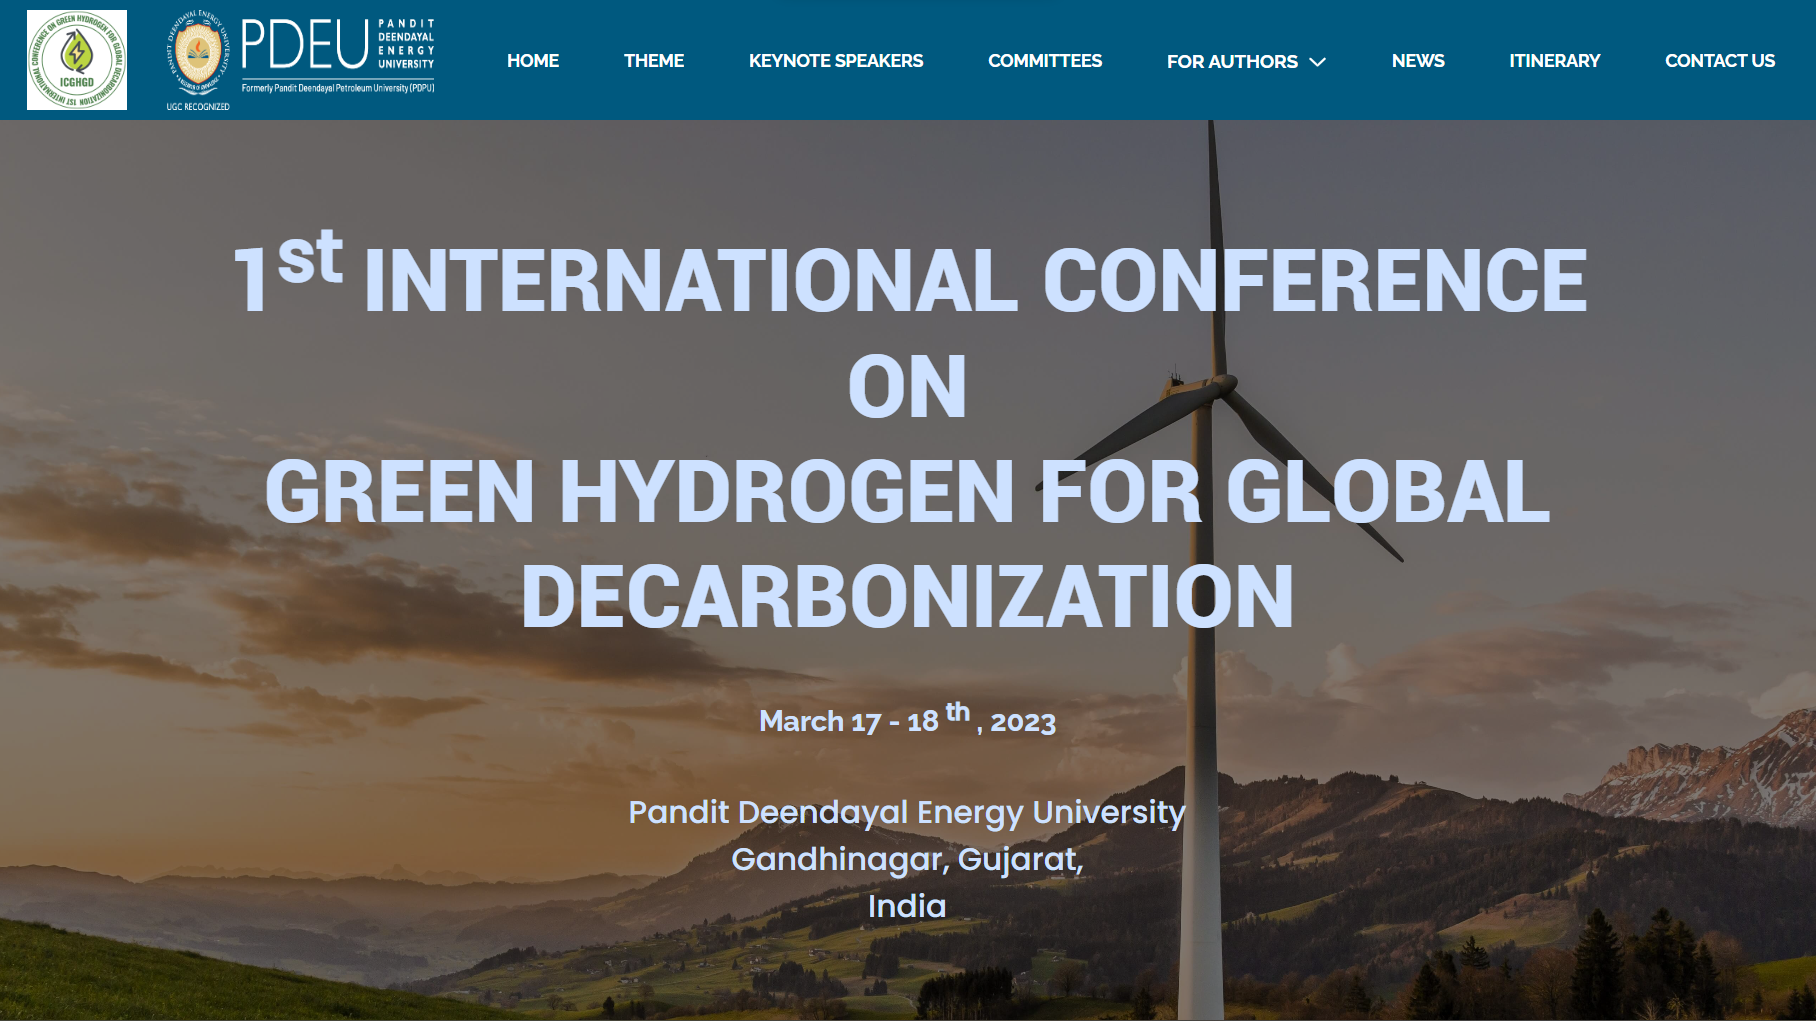 1ST INTERNATIONAL CONFERENCE ON GREEN HYDROGEN FOR GLOBAL DECARBONIZATION
ICGHGD
PANDIT DEENDAYAL ENERGY UNIVERSITY
UGC RECOGNIZED
PDEU
PANDIT
DEENDAYAL
ENERGY
UNIVERSITY
Formerly Pandit Deendayal Petroleum University (PDPU)
HOME THEME KEYNOTE SPEAKERS COMMITTEES FOR AUTHORS NEWS ITINERARY CONTACT US
1st INTERNATIONAL CONFERENCE
ON
GREEN HYDROGEN FOR GLOBAL
DECARBONIZATION
March 17 - 18 th , 2023
Pandit Deendayal Energy University
Gandhinagar, Gujarat,
India